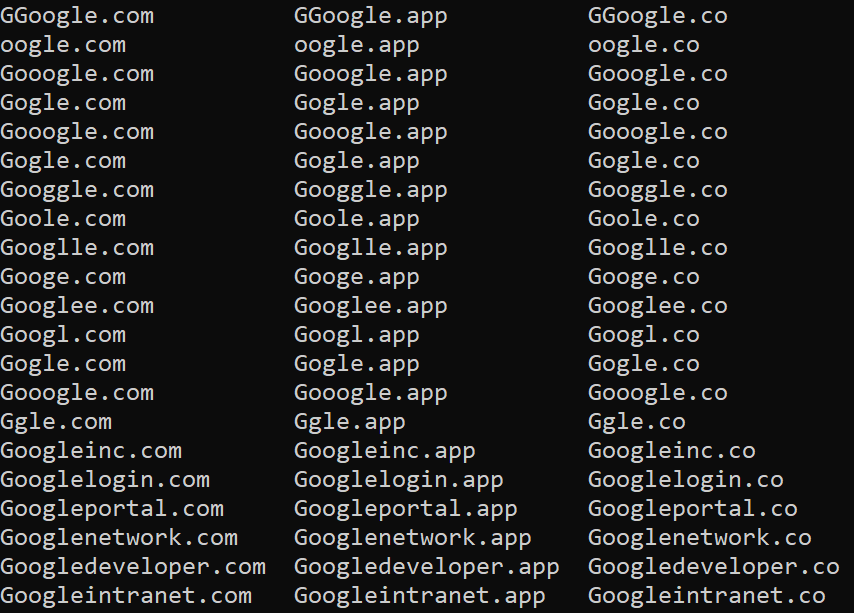 GGoogle.com GGoogle.app GGoogle.co
oogle.com oogle.app oogle.co
Gooogle.com Gooogle.app Gooogle.co
Gogle.com Gogle.app Gogle.co
Gooogle.com Gooogle.app Gooogle.co
Gogle.com Gogle.app Gogle.co
Googgle.com Googgle.app Googgle.co
Goole.com Goole.app Goole.co
Googlle.com Googlle.app Googlle.co
Googe.com Googe.app Googe.co
Googlee.com Googlee.app Googlee.co
Googl.com Googl.app Googl.co
Gogle.com Gogle.app Gogle.co
Gooogle.com Gooogle.app Gooogle.co
Ggle.com Ggle.app Ggle.co
Googleinc.com Googleinc.app Googleinc.co
Googlelogin.com Googlelogin.app Googlelogin.co
Googleportal.com Googleportal.app Googleportal.co
Googlenetwork.com Googlenetwork.app Googlenetwork.co
Googledeveloper.com Googledeveloper.app Googledeveloper.co
Googleintranet.com Googleintranet.app Googleintranet.co